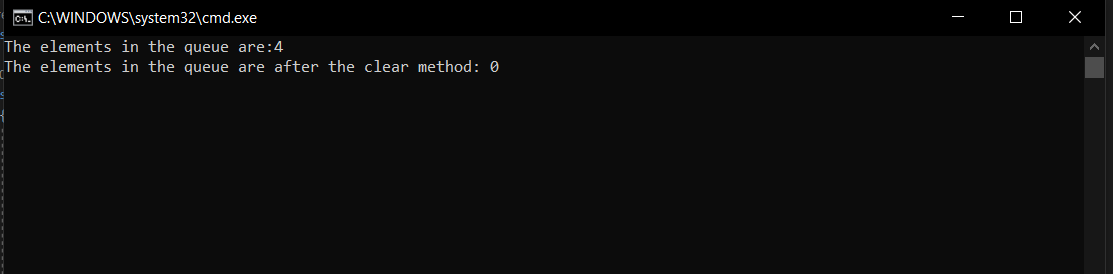 C:\WINDOWS\system32\cmd.exe
The elements in the queue are:4
The elements in the queue are after the clear method: 0